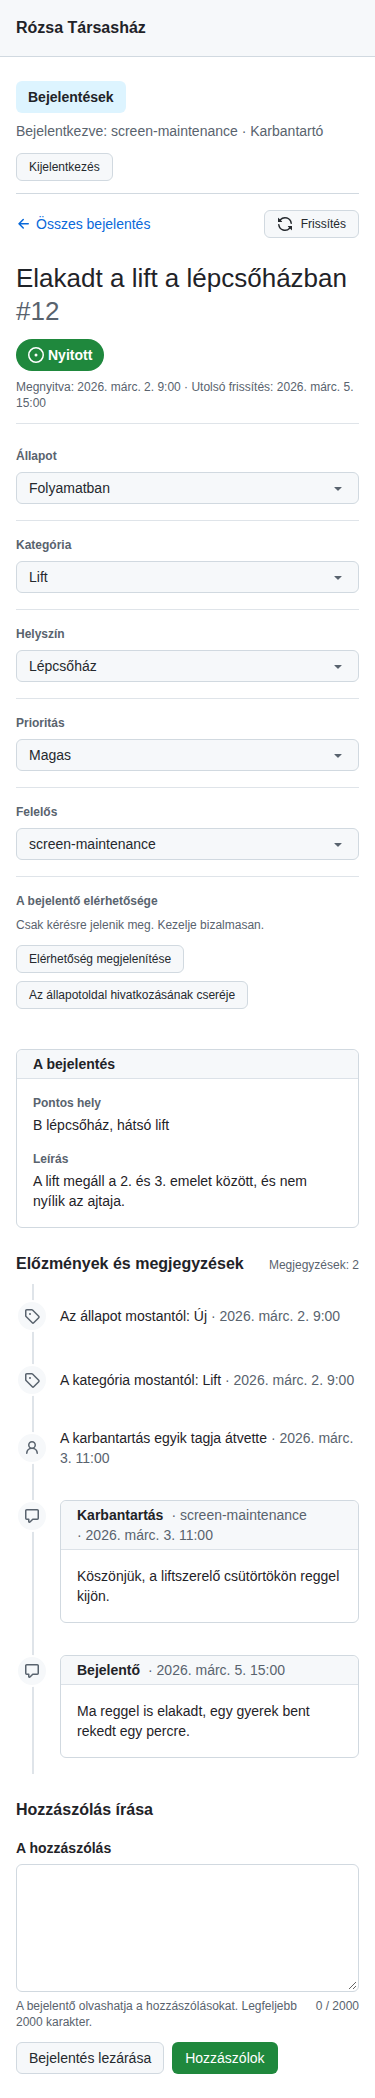 Rózsa Társasház
Bejelentések
Bejelentkezve: screen-maintenance · Karbantartó
Kijelentkezés
Összes bejelentés
Frissítés
Elakadt a lift a lépcsőházban
#12
Nyitott
Megnyitva: 2026. márc. 2. 9:00 · Utolsó frissítés: 2026. márc. 5.
15:00
Állapot
Folyamatban
Kategória
Lift
Helyszín
Lépcsőház
Prioritás
Magas
Felelős
screen-maintenance
A bejelentő elérhetősége
Csak kérésre jelenik meg. Kezelje bizalmasan.
Elérhetőség megjelenítése
Az állapotoldal hivatkozásának cseréje
A bejelentés
Pontos hely
B lépcsőház, hátsó lift
Leírás
A lift megáll a 2. és 3. emelet között, és nem
nyílik az ajtaja.
Előzmények és megjegyzések
Megjegyzések: 2
Az állapot mostantól: Új · 2026. márc. 2. 9:00
A kategória mostantól: Lift · 2026. márc. 2. 9:00
A karbantartás egyik tagja átvette · 2026. márc.
3. 11:00
Karbantartás · screen-maintenance
· 2026. márc. 3. 11:00
Köszönjük, a liftszerelő csütörtökön reggel
kijön.
Bejelentő · 2026. márc. 5. 15:00
Ma reggel is elakadt, egy gyerek bent
rekedt egy percre.
Hozzászólás írása
A hozzászólás
A bejelentő olvashatja a hozzászólásokat. Legfeljebb
2000 karakter.
0 / 2000
Bejelentés lezárása
Hozzászólok